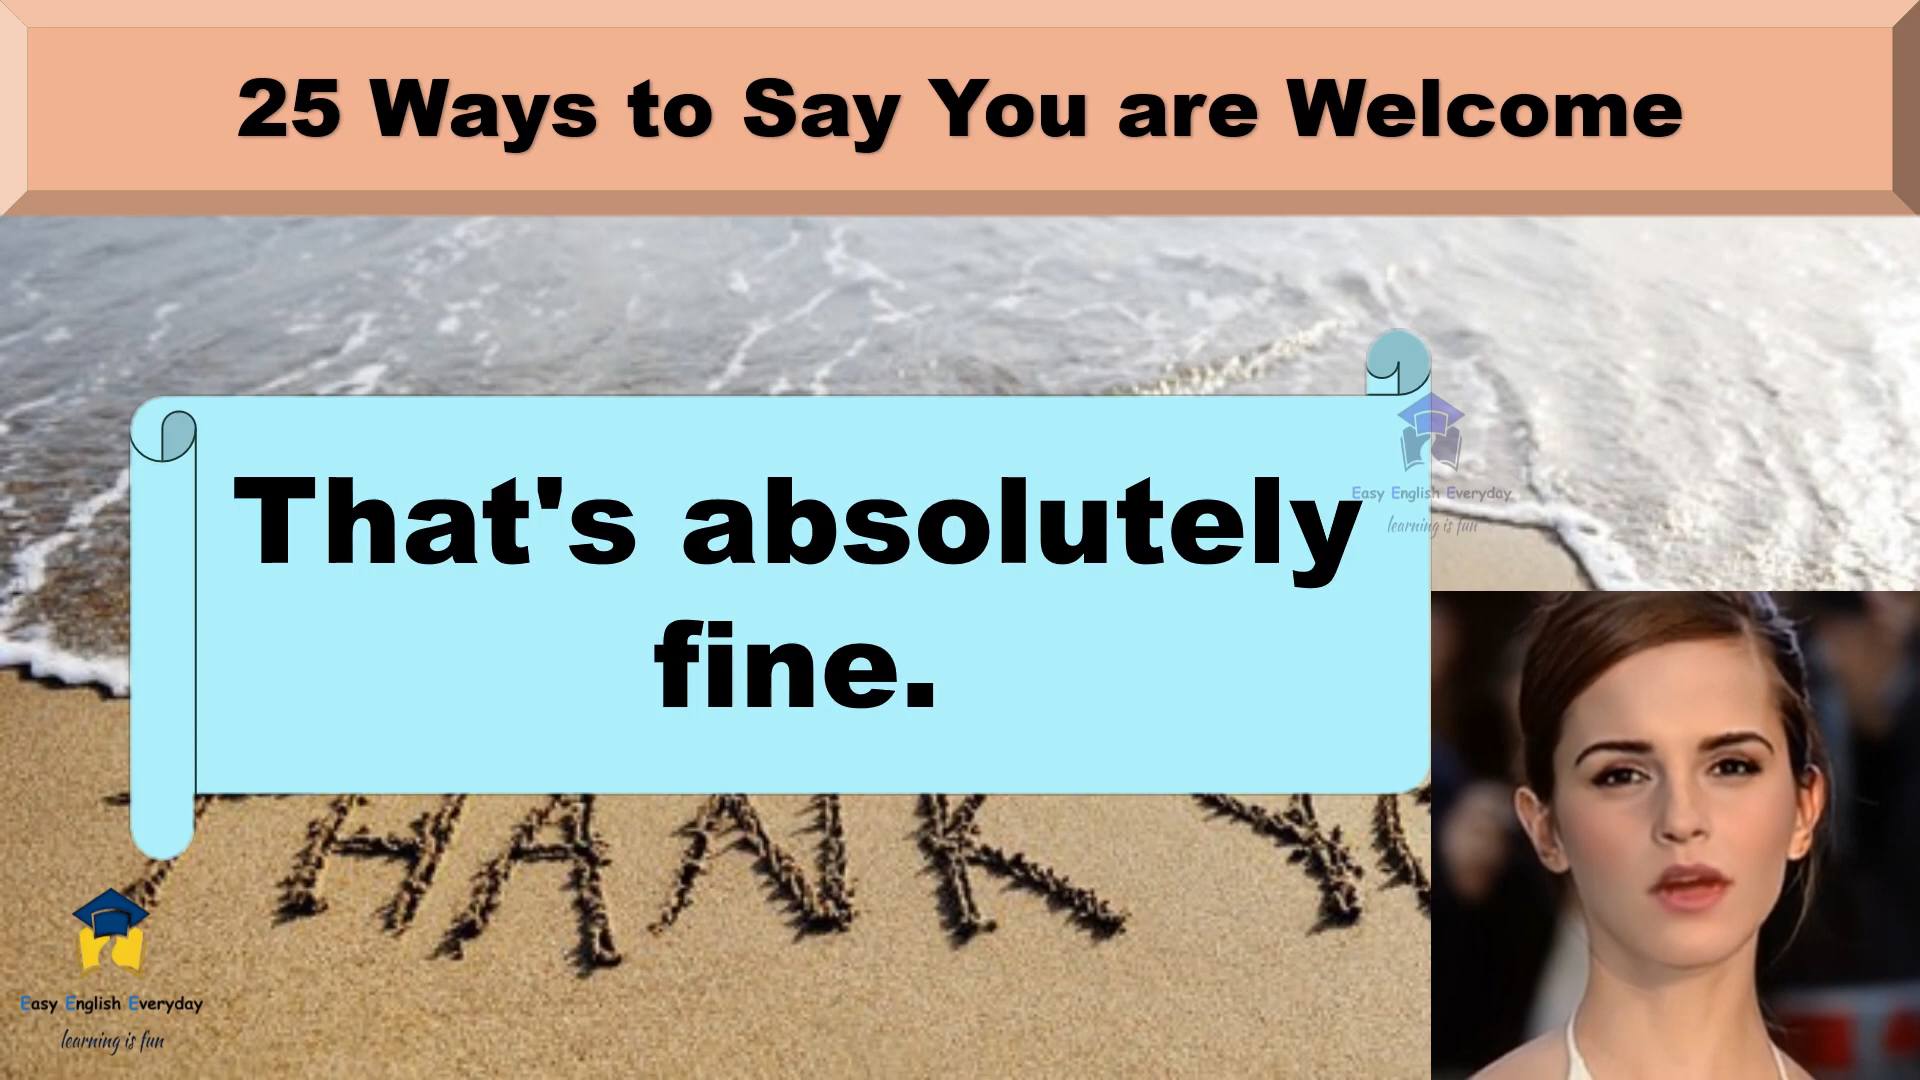 25 Ways to Say You are Welcome
That's absolutely
fine.
Easy English Everyday
learning is fun
HANK Y
Easy English Everyday
learning is fun